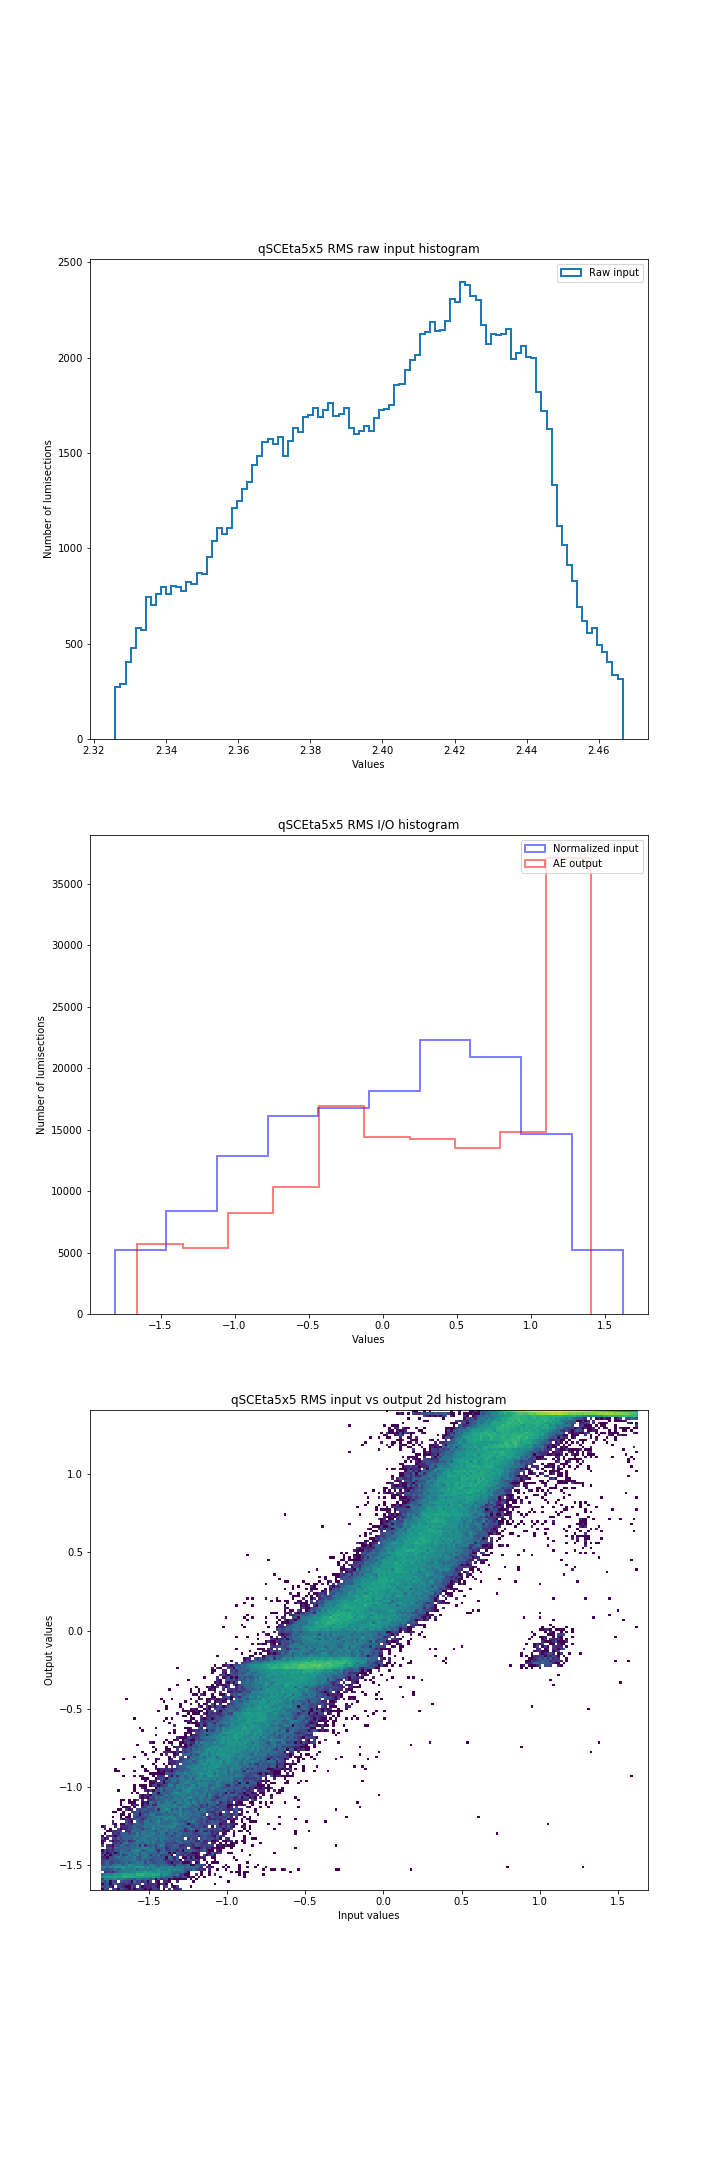 qSCEta5x5 RMS raw input histogram
Raw input
2500
2000
1500
1000
500
0
Number of lumisections
2.32 2.34 2.36 2.38 2.40 2.42 2.44 2.46
Values
qSCEta5x5 RMS I/O histogram
Normalized input
AE output
35000
30000
25000
20000
15000
10000
5000
0
Number of lumisections
−1.5 −1.0 −0.5 0.0 0.5 1.0 1.5
Values
qSCEta5x5 RMS input vs output 2d histogram
1.0
0.5
0.0
−0.5
−1.0
−1.5
Output values
−1.5 −1.0 −0.5 0.0 0.5 1.0 1.5
Input values